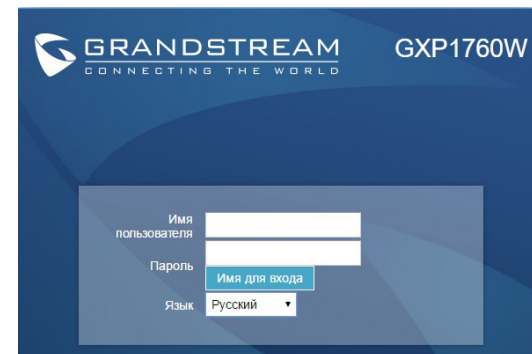 GRANDSTREAM
CONNECTING THE WORLD
GXP1760W
Имя
пользователя
Пароль
Имя для входа
Язык
Русский